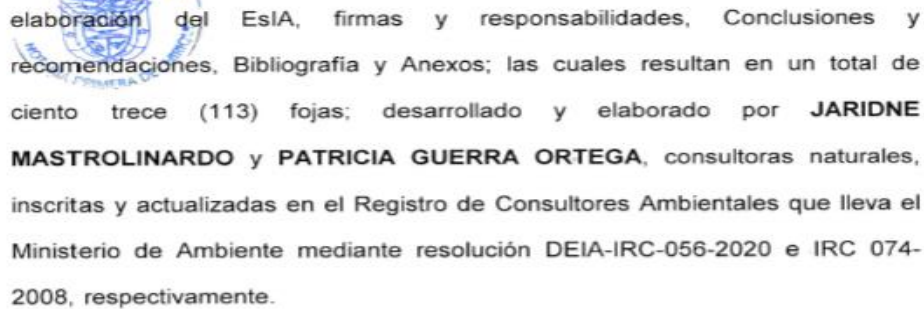 elaboración del EsIA, firmas y responsabilidades, Conclusiones y
recomendaciones, Bibliografía y Anexos; las cuales resultan en un total de
ciento trece (113) fojas; desarrollado y elaborado por JARIDNE
MASTROLINARDO y PATRICIA GUERRA ORTEGA, consultoras naturales,
inscritas y actualizadas en el Registro de Consultores Ambientales que lleva el
Ministerio de Ambiente mediante resolución DEIA-IRC-056-2020 e IRC 074-
2008, respectivamente.